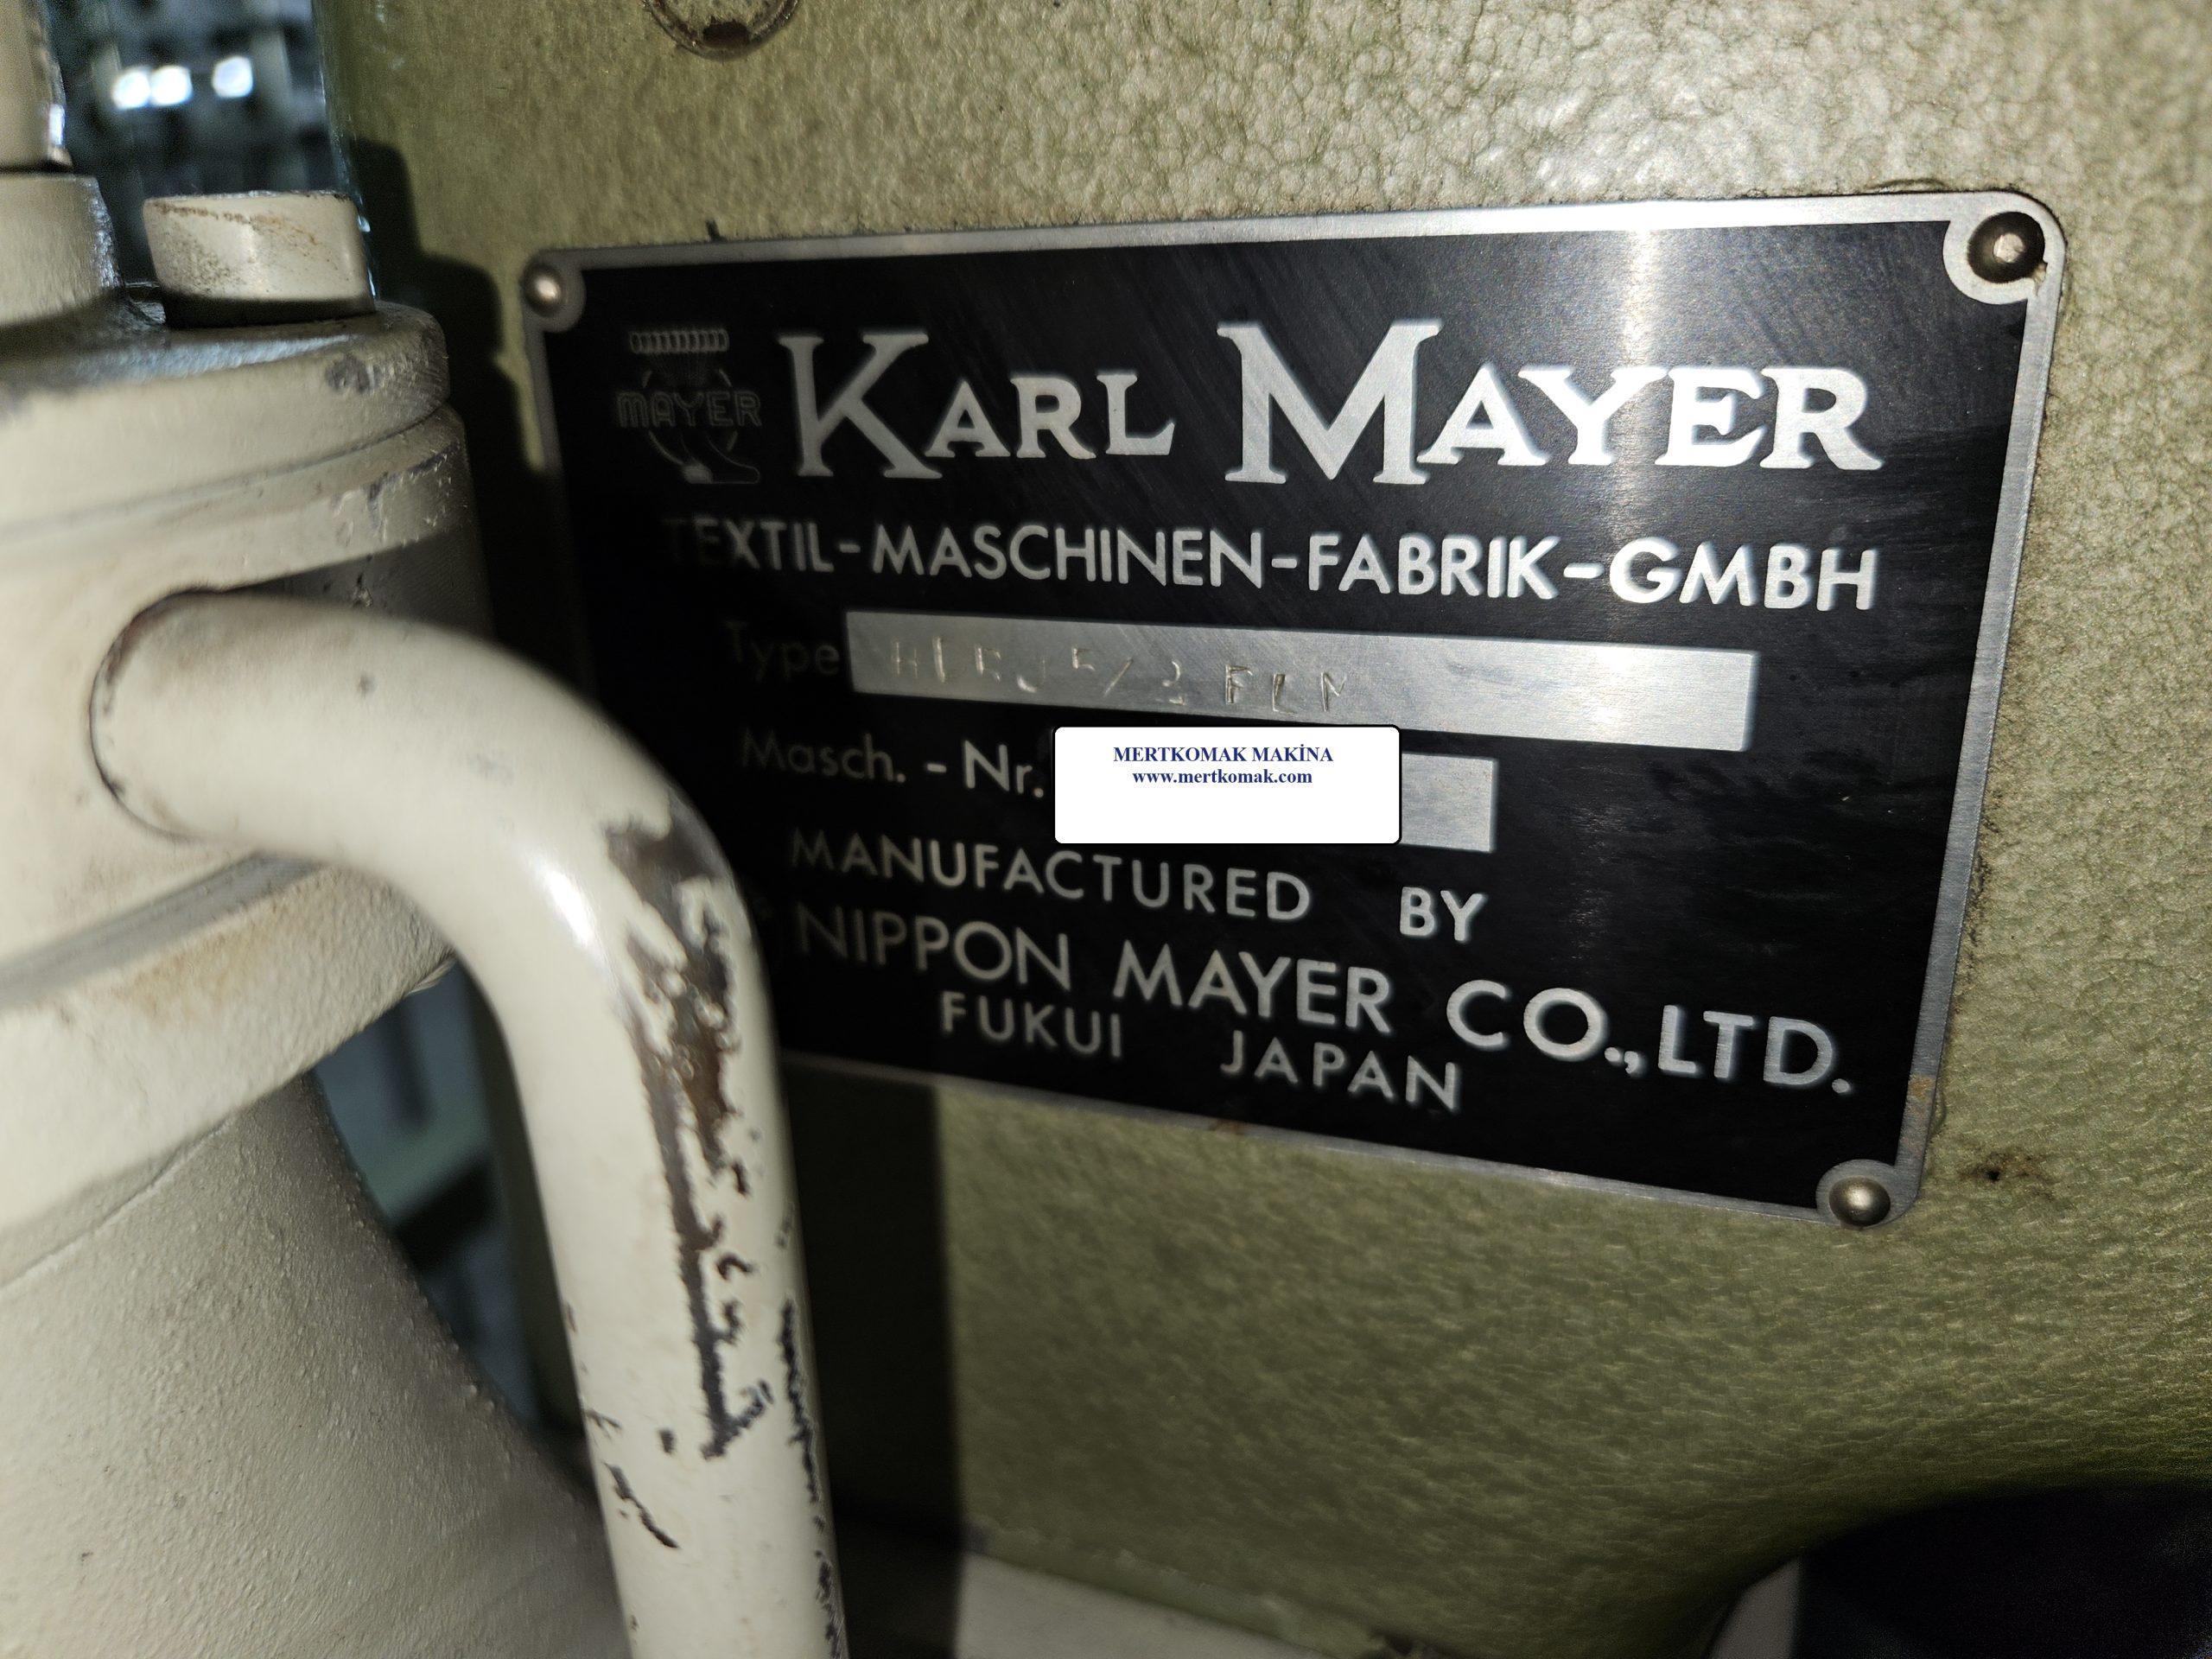 MAYER
KARL MAYER
TEXTIL-MASCHINEN-FABRIK-GMBH
Type
Masch.-Nr.
MERTKOMAK MAKİNA
www.mertkomak.com
MANUFACTURED BY
NIPPON MAYER CO.,LTD.
FUKUI JAPAN